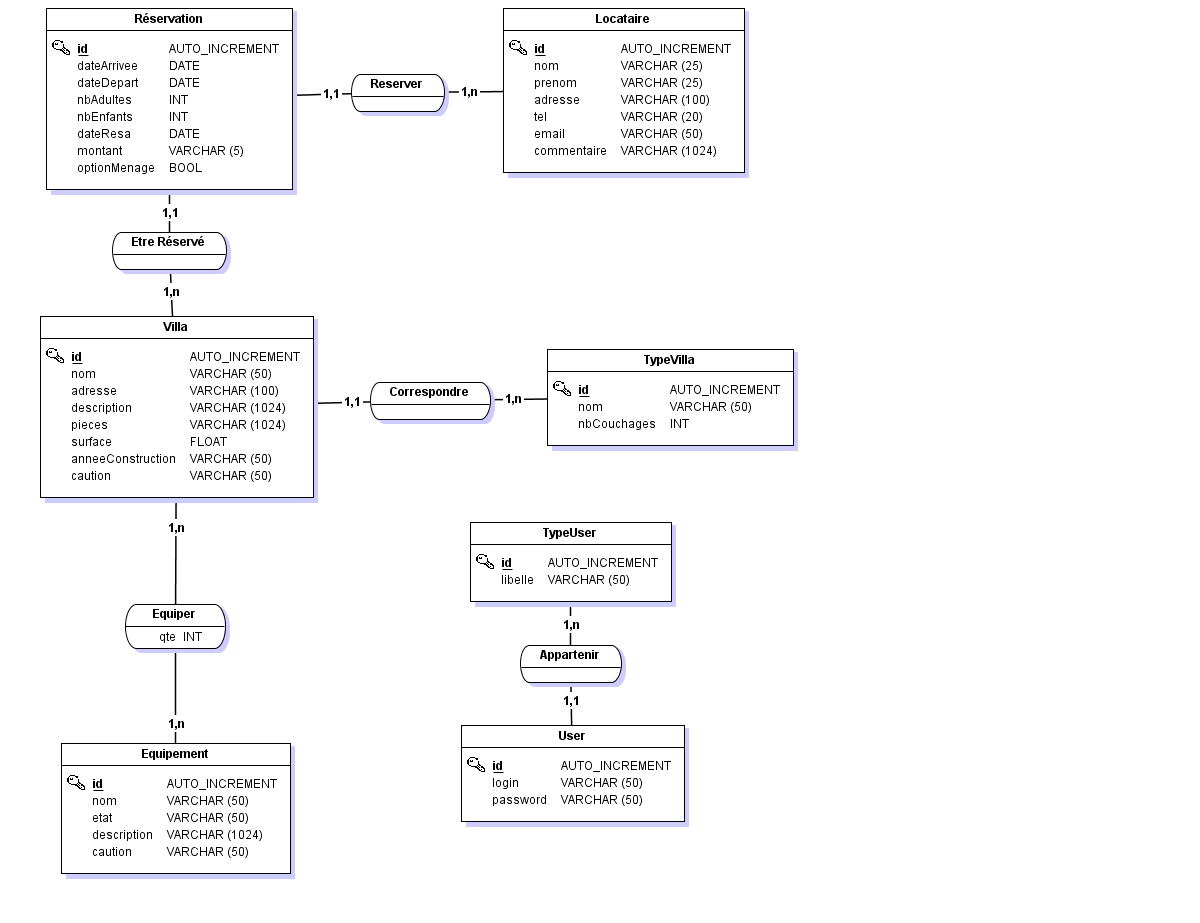 Réservation
id AUTO_INCREMENT
dateArrivee DATE
dateDepart DATE
nbAdultes INT
nbEnfants INT
dateResa DATE
montant VARCHAR (5)
optionMenage BOOL
1,1
Reserver
1,n
Locataire
id AUTO_INCREMENT
nom VARCHAR (25)
prenom VARCHAR (25)
adresse VARCHAR (100)
tel VARCHAR (20)
email VARCHAR (50)
commentaire VARCHAR (1024)
1,1
Etre Réservé
1,n
Villa
id AUTO_INCREMENT
nom VARCHAR (50)
adresse VARCHAR (100)
description VARCHAR (1024)
pieces VARCHAR (1024)
surface FLOAT
anneeConstruction VARCHAR (50)
caution VARCHAR (50)
1,1
Correspondre
1,n
TypeVilla
id AUTO_INCREMENT
nom VARCHAR (50)
nbCouchages INT
1,n
Equiper
qte INT
1,n
Equipement
id AUTO_INCREMENT
nom VARCHAR (50)
etat VARCHAR (50)
description VARCHAR (1024)
caution VARCHAR (50)
TypeUser
id AUTO_INCREMENT
libelle VARCHAR (50)
1,n
Appartenir
1,1
User
id AUTO_INCREMENT
login VARCHAR (50)
password VARCHAR (50)